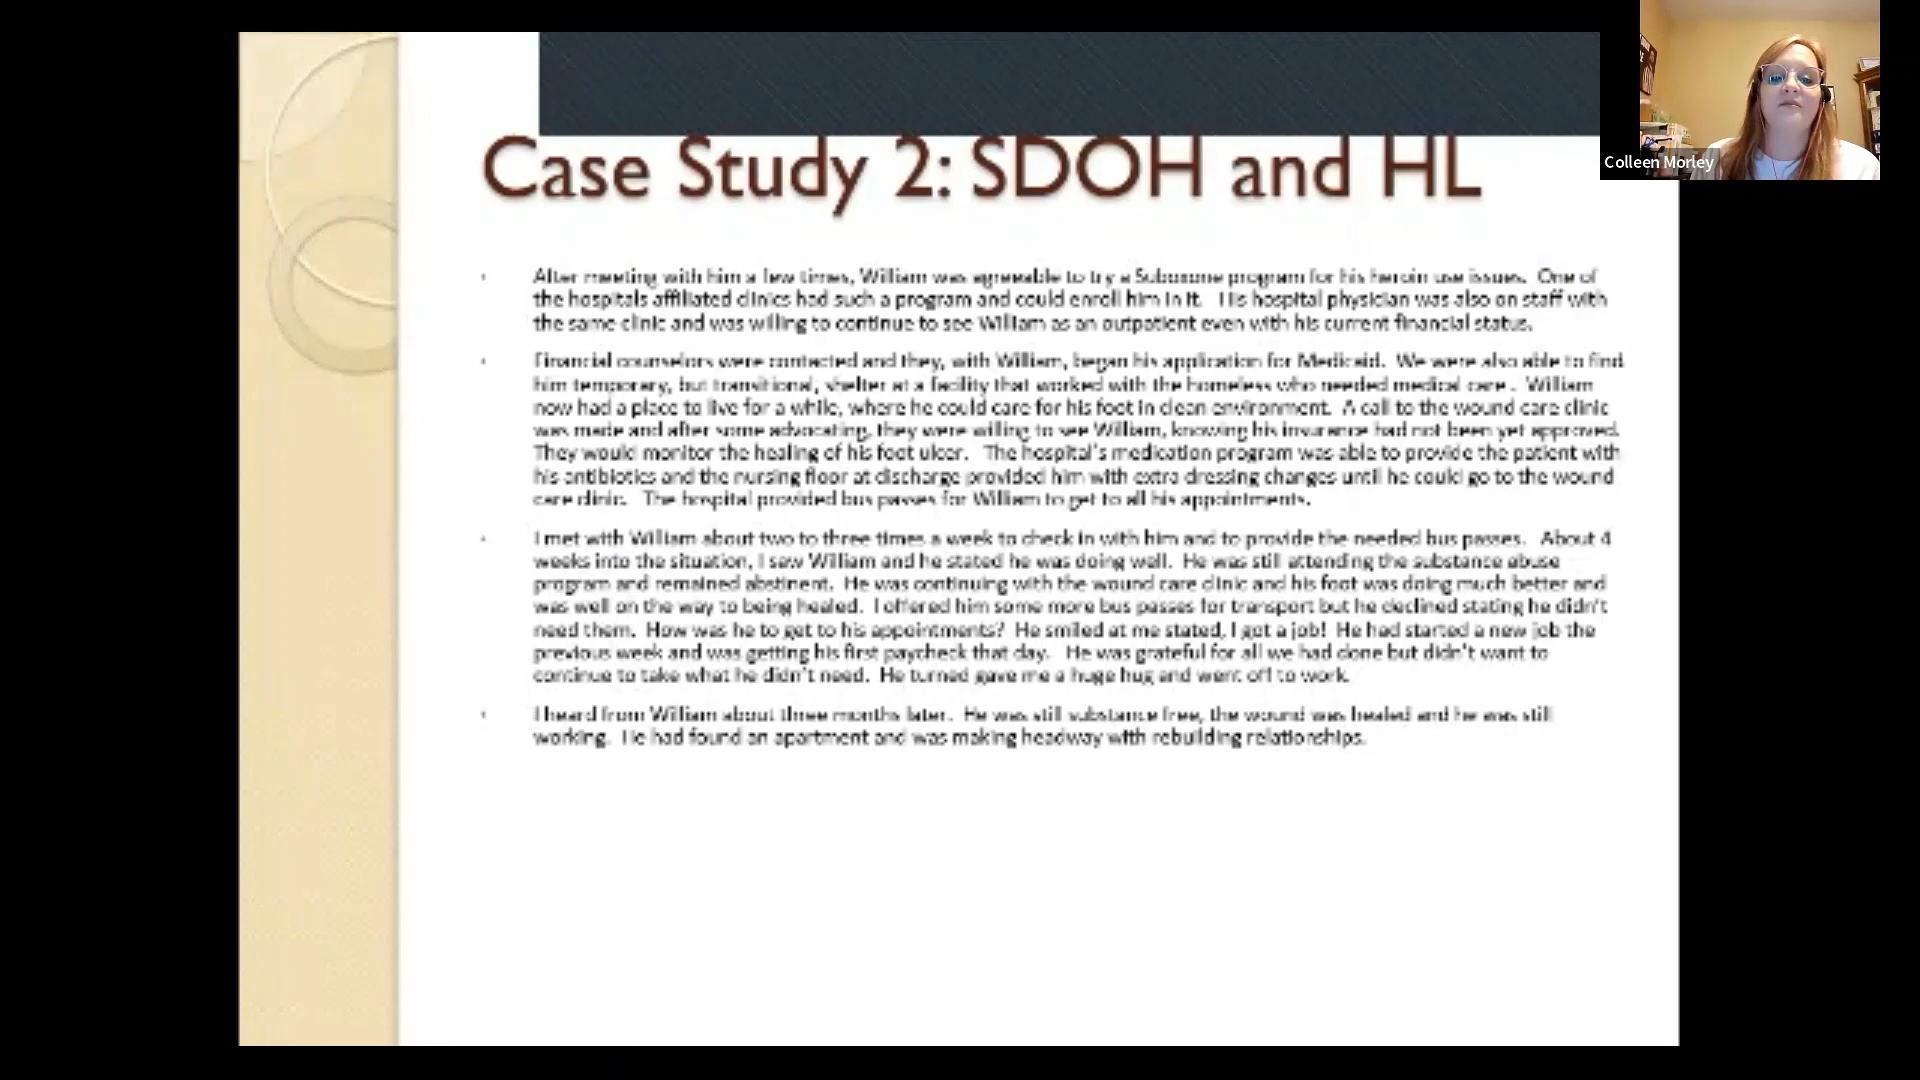 Colleen Morley
Case Study 2: SDOH and HL
After meeting with him a few times, William was agreeable to try a Suboxone program for his heroin use issues. One of
the hospitals affiliated clinics had such a program and could enroll him in it. His hospital physician was also on staff with
the same clinic and was willing to continue to see William as an outpatient even with his current financial status.
Financial counselors were contacted and they, with William, began his application for Medicaid. We were also able to find
him temporary, but transitional, shelter at a facility that worked with the homeless who needed medical care . William
now had a place to live for a while, where he could care for his foot in clean environment. A call to the wound care clinic
was made and after some advocating, they were willing to see William, knowing his insurance had not been yet approved.
They would monitor the healing of his foot ulcer. The hospital's medication program was able to provide the patient with
his antibiotics and the nursing floor at discharge provided him with extra dressing changes until he could go to the wound
care clinic. The hospital provided bus passes for William to get to all his appointments.
I met with William about two to three times a week to check in with him and to provide the needed bus passes. About 4
weeks into the situation, I saw William and he stated he was doing well. He was still attending the substance abuse
program and remained abstinent. He was continuing with the wound care clinic and his foot was doing much better and
was well on the way to being healed. I offered him some more bus passes for transport but he declined stating he didn't
need them. How was he to get to his appointments? He smiled at me stated, I got a job! He had started a new job the
previous week and was getting his first paycheck that day. He was grateful for all we had done but didn't want to
continue to take what he didn't need. He turned gave me a huge hug and went off to work.
I heard from William about three months later. He was still substance free, the wound was healed and he was still
working. He had found an apartment and was making headway with rebuilding relationships.